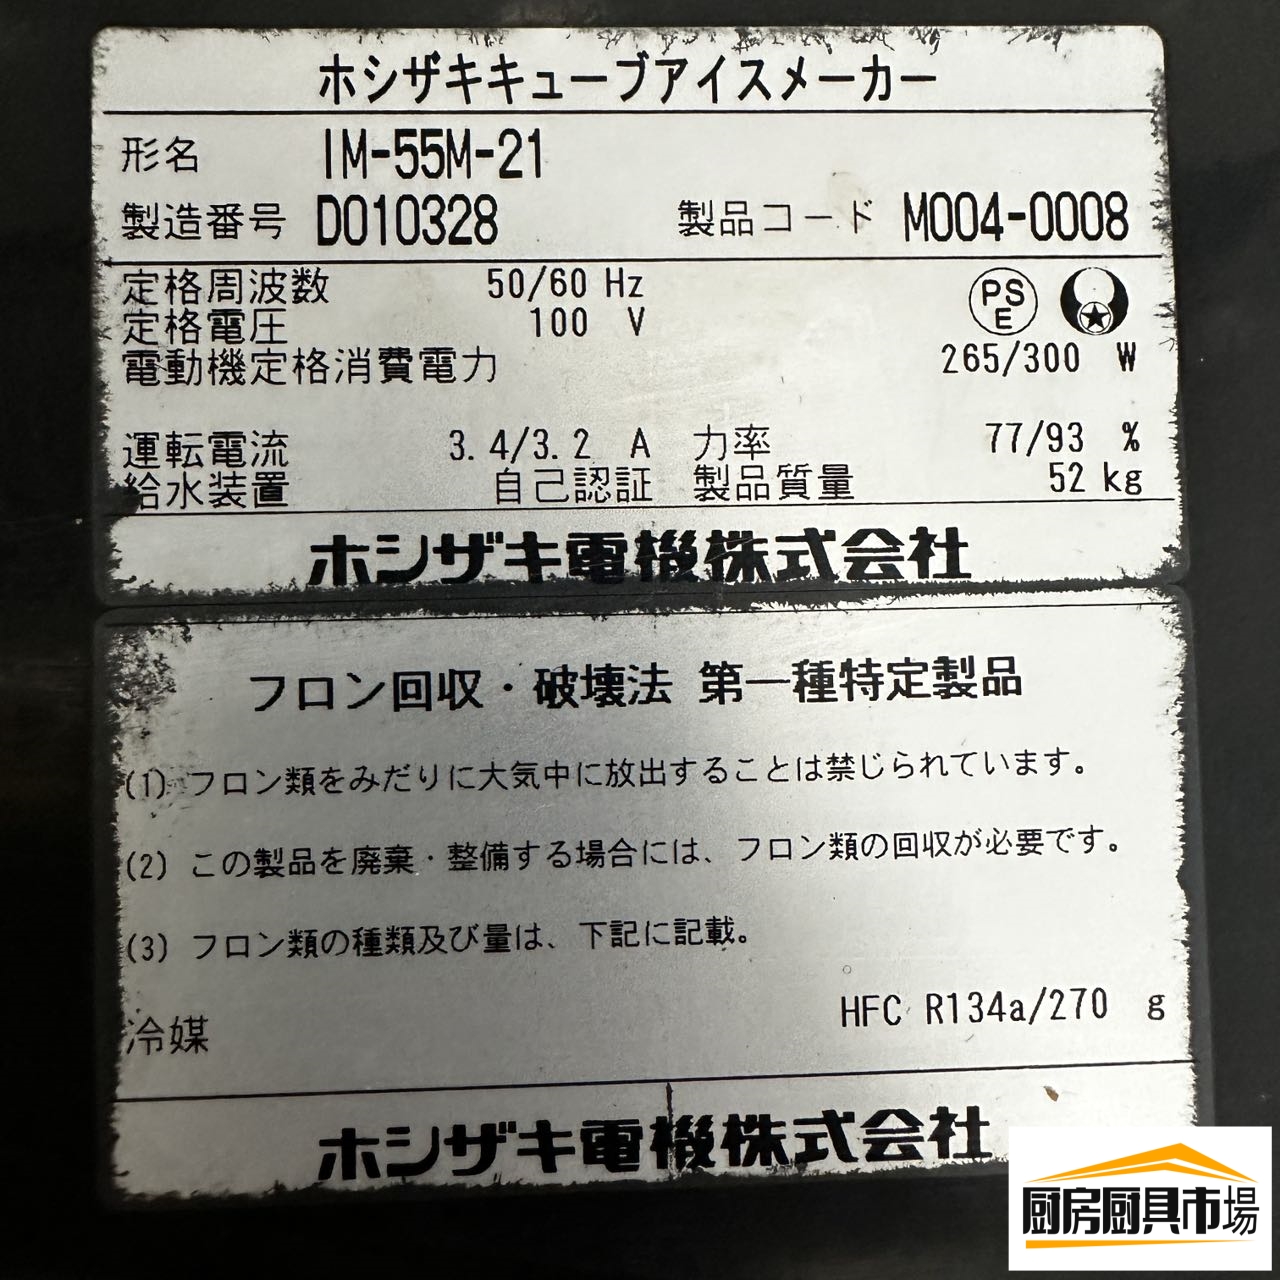 ホシザキキューブアイスメーカー
形名 IM-55M-21
製造番号 D010328 製品コード M004-0008
定格周波数 50/60 Hz
定格電圧 100 V
PS
E
電動機定格消費電力 265/300 W
運転電流 3.4/3.2 A 力率 77/93 %
給水装置 自己認証 製品質量 52 kg
ホシザキ電機株式会社
フロン回収・破壊法 第一種特定製品
(1) フロン類をみだりに大気中に放出することは禁じられています。
(2) この製品を廃棄・整備する場合には、フロン類の回収が必要です。
(3) フロン類の種類及び量は、下記に記載。
冷媒 HFC R134a/270 g
ホシザキ電機株式会社
厨房厨具市場